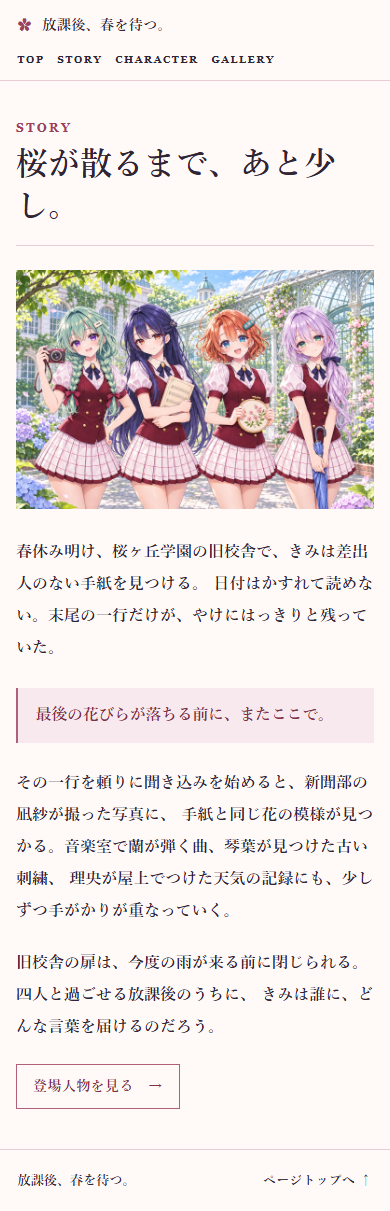 放課後、春を待つ。
TOP STORY CHARACTER GALLERY
STORY
桜が散るまで、あと少
し。
春休み明け、桜ヶ丘学園の旧校舎で、きみは差出
人のない手紙を見つける。 日付はかすれて読めな
い。末尾の一行だけが、やけにはっきりと残って
いた。
最後の花びらが落ちる前に、またここで。
その一行を頼りに聞き込みを始めると、新聞部の
凪紗が撮った写真に、 手紙と同じ花の模様が見つ
かる。音楽室で蘭が弾く曲、琴葉が見つけた古い
刺繍、 理央が屋上でつけた天気の記録にも、少し
ずつ手がかりが重なっていく。
旧校舎の扉は、今度の雨が来る前に閉じられる。
四人と過ごせる放課後のうちに、 きみは誰に、ど
んな言葉を届けるのだろう。
登場人物を見る →
放課後、春を待つ。
ページトップへ ↑